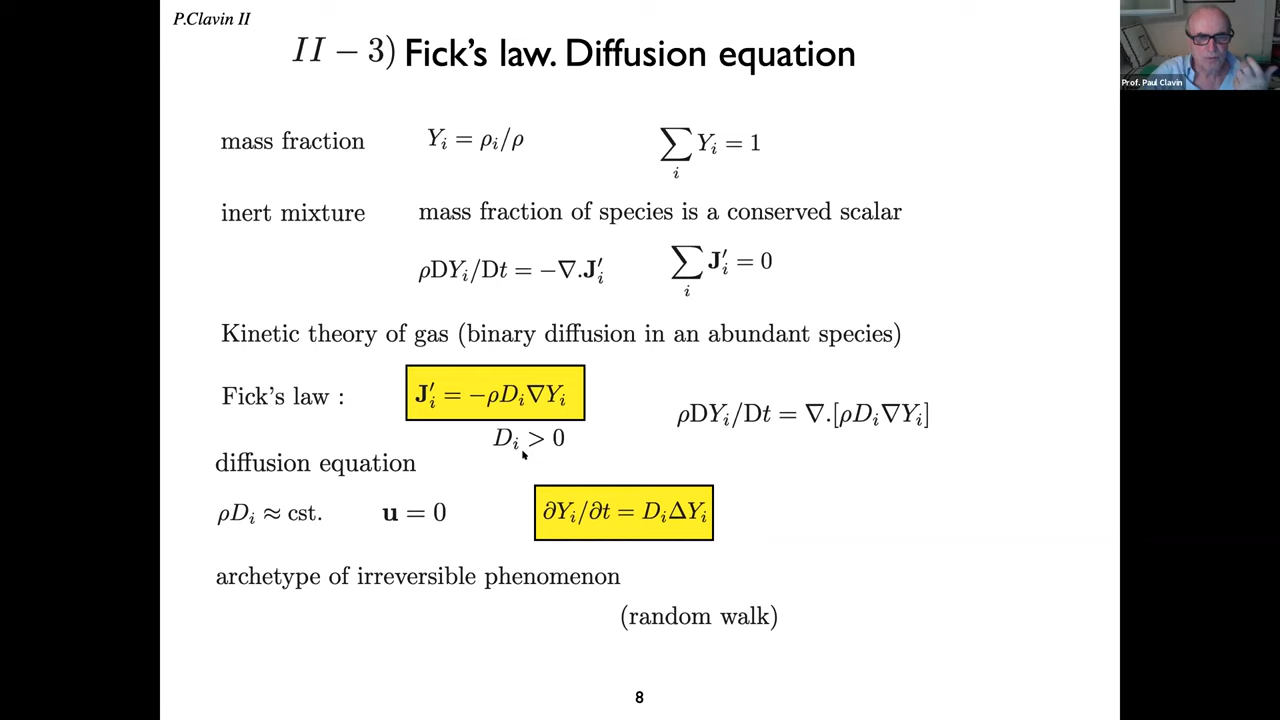 P.Clavin II
II − 3) Fick's law. Diffusion equation
Prof. Paul Clavin
mass fraction Y_i = ρ_i/ρ ∑_i Y_i = 1
inert mixture mass fraction of species is a conserved scalar
ρDY_i/Dt = −∇.J′_i ∑_i J′_i = 0
Kinetic theory of gas (binary diffusion in an abundant species)
Fick's law : J′_i = −ρD_i∇Y_i ρDY_i/Dt = ∇.[ρD_i∇Y_i]
D_i > 0
diffusion equation
ρD_i ≈ cst. u = 0 ∂Y_i/∂t = D_iΔY_i
archetype of irreversible phenomenon
(random walk)
8